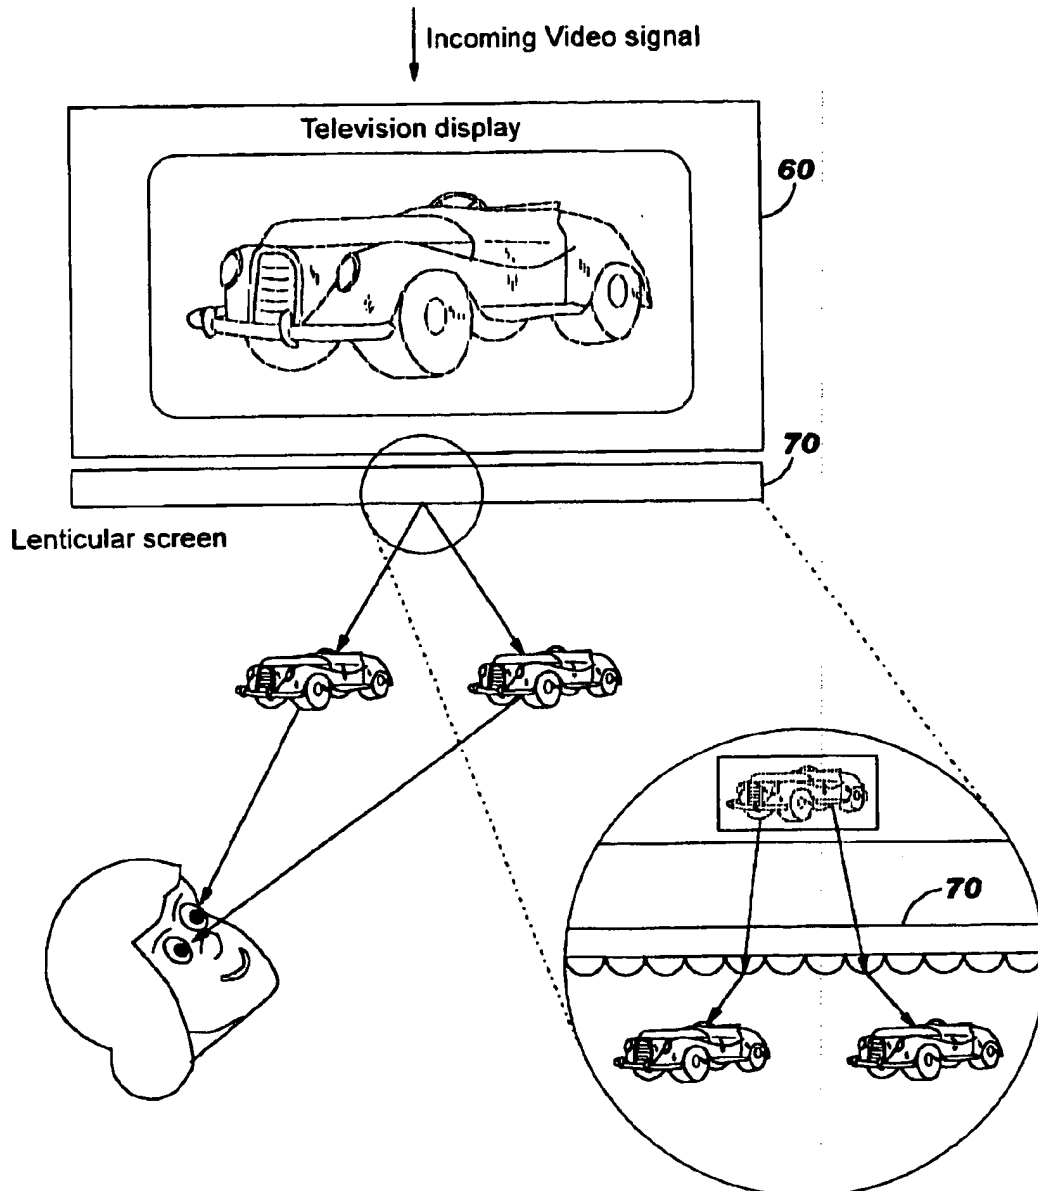 Incoming Video signal
Television display
60
70
Lenticular screen
70